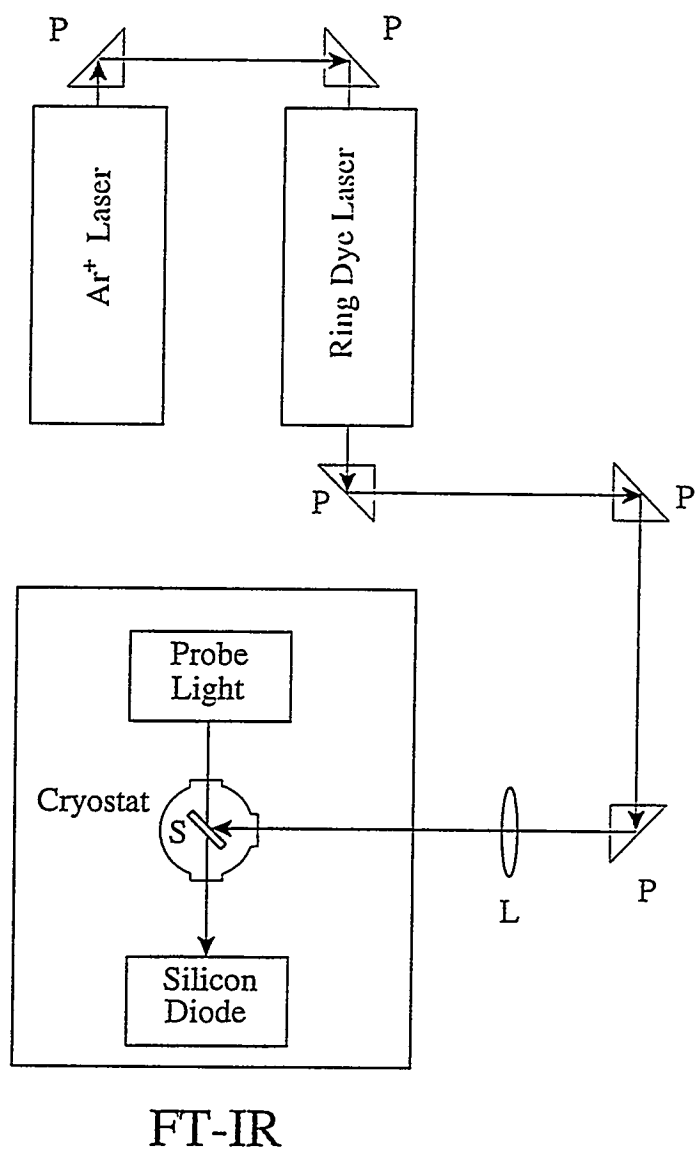 P
P
Ar+ Laser
Ring Dye Laser
P
P
Probe
Light
Cryostat
S
L
P
Silicon
Diode
FT-IR